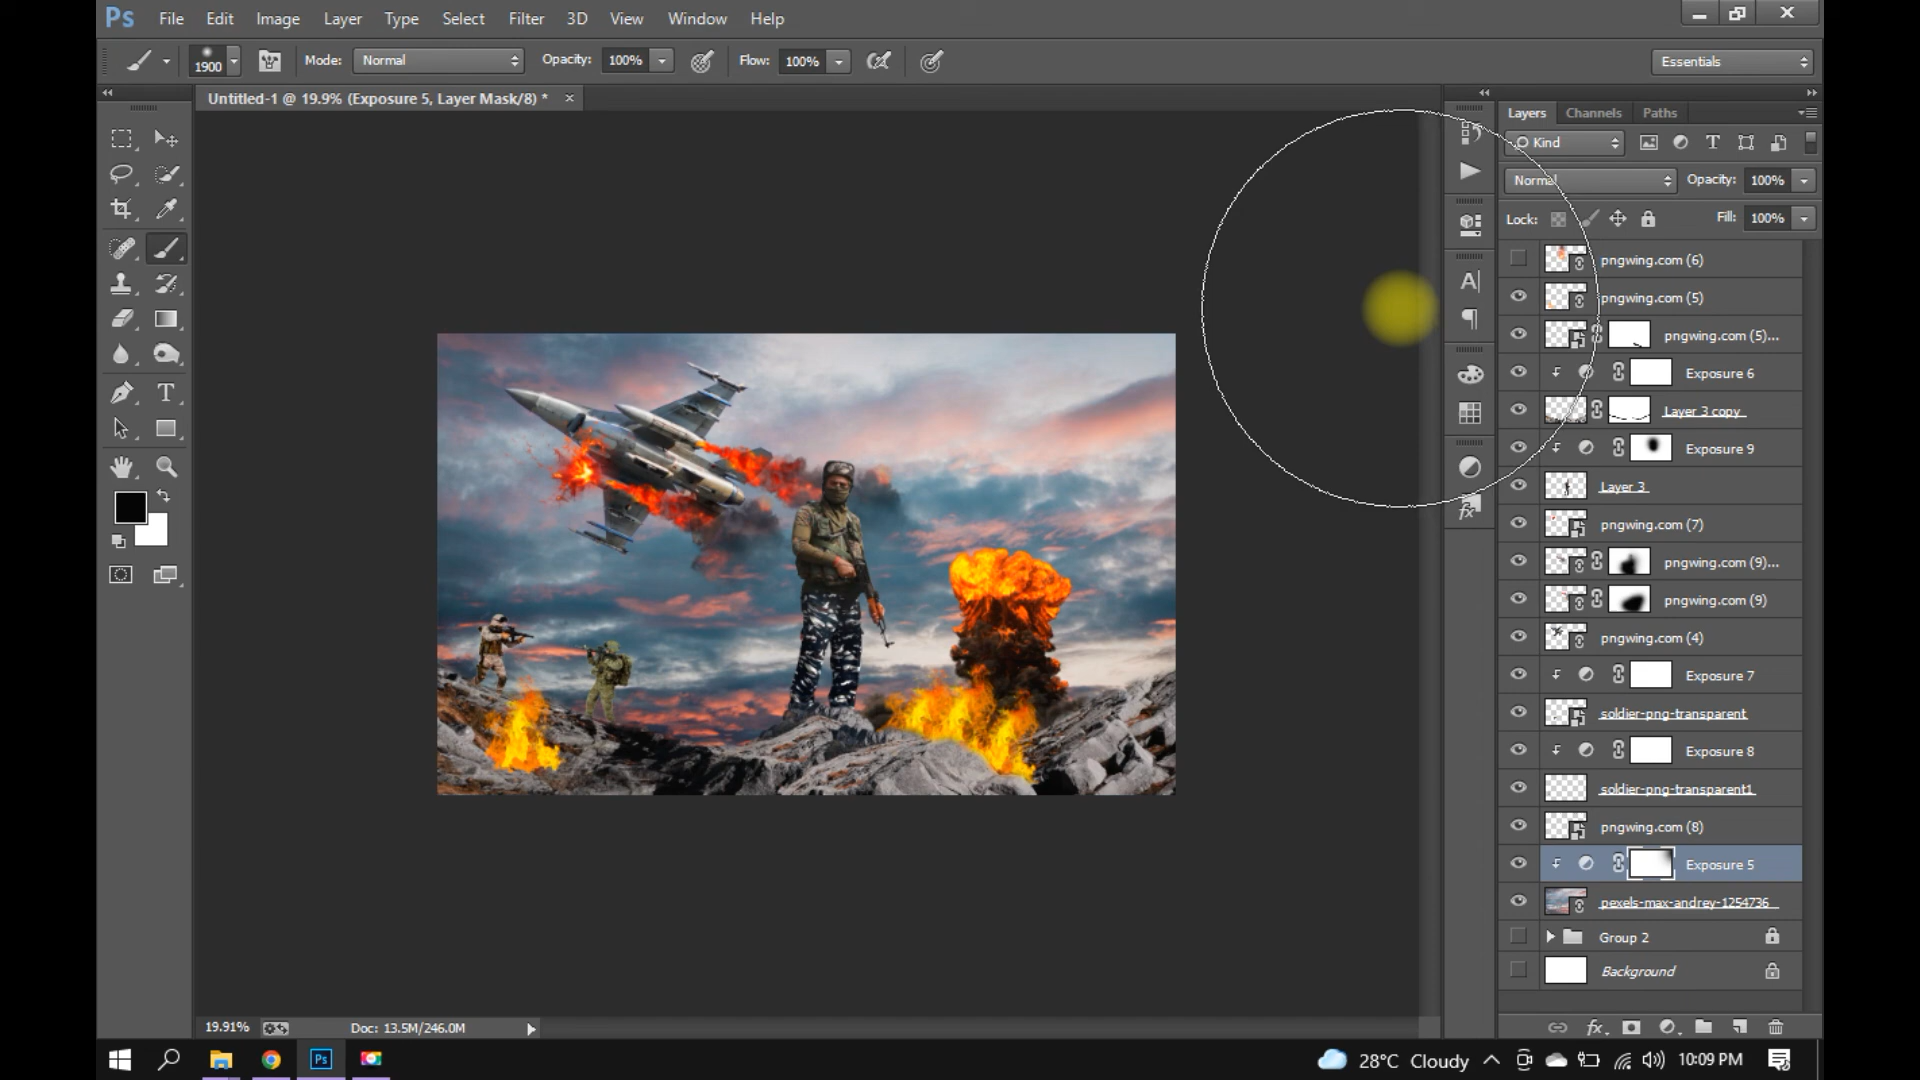 Ps File Edit Image Layer Type Select Filter 3D View Window Help
1900 Mode: Normal Opacity: 100% Flow: 100% Essentials
Untitled-1 @ 19.9% (Exposure 5, Layer Mask/8) * ×
Layers Channels Paths
Kind
Normal Opacity: 100%
Lock: Fill: 100%
pngwing.com (6)
pngwing.com (5)
pngwing.com (5)...
Exposure 6
Layer 3 copy
Exposure 9
Layer 3
pngwing.com (7)
pngwing.com (9)...
pngwing.com (9)
pngwing.com (4)
Exposure 7
soldier-png-transparent
Exposure 8
soldier-png-transparent1
pngwing.com (8)
Exposure 5
pexels-max-andrey-1254736
Group 2
Background
19.91% Doc: 13.5M/246.0M
fx
Ps 28°C Cloudy 10:09 PM